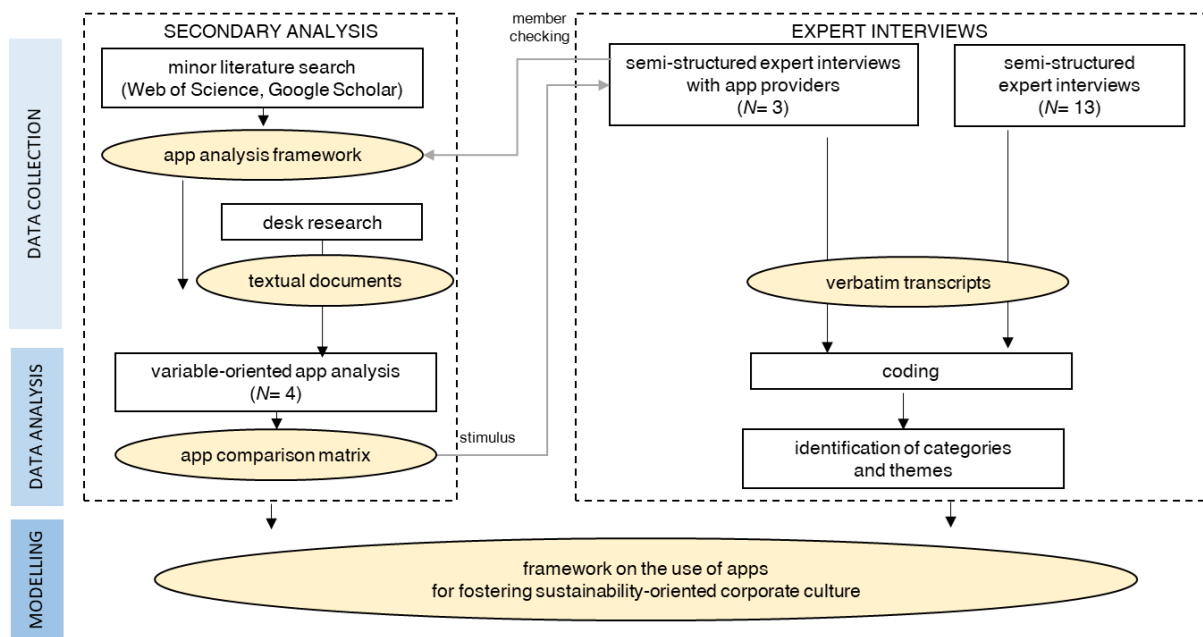 SECONDARY ANALYSIS
minor literature search
(Web of Science, Google Scholar)
app analysis framework
desk research
textual documents
variable-oriented app analysis
(N= 4)
app comparison matrix
member
checking
stimulus
EXPERT INTERVIEWS
semi-structured expert interviews
with app providers
(N= 3)
semi-structured
expert interviews
(N= 13)
verbatim transcripts
coding
identification of categories
and themes
DATA COLLECTION
DATA ANALYSIS
MODELLING
framework on the use of apps
for fostering sustainability-oriented corporate culture